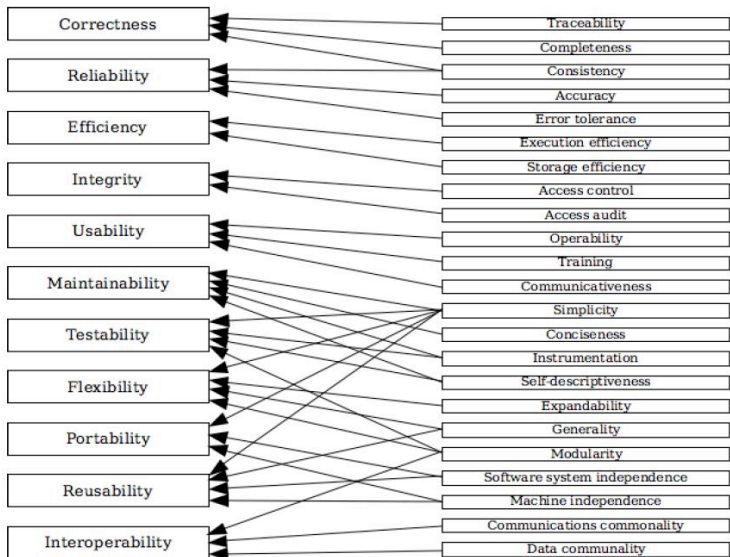 Correctness
Reliability
Efficiency
Integrity
Usability
Maintainability
Testability
Flexibility
Portability
Reusability
Interoperability
Traceability
Completeness
Consistency
Accuracy
Error tolerance
Execution efficiency
Storage efficiency
Access control
Access audit
Operability
Training
Communicativeness
Simplicity
Conciseness
Instrumentation
Self-descriptiveness
Expandability
Generality
Modularity
Software system independence
Machine independence
Communications commonality
Data communality